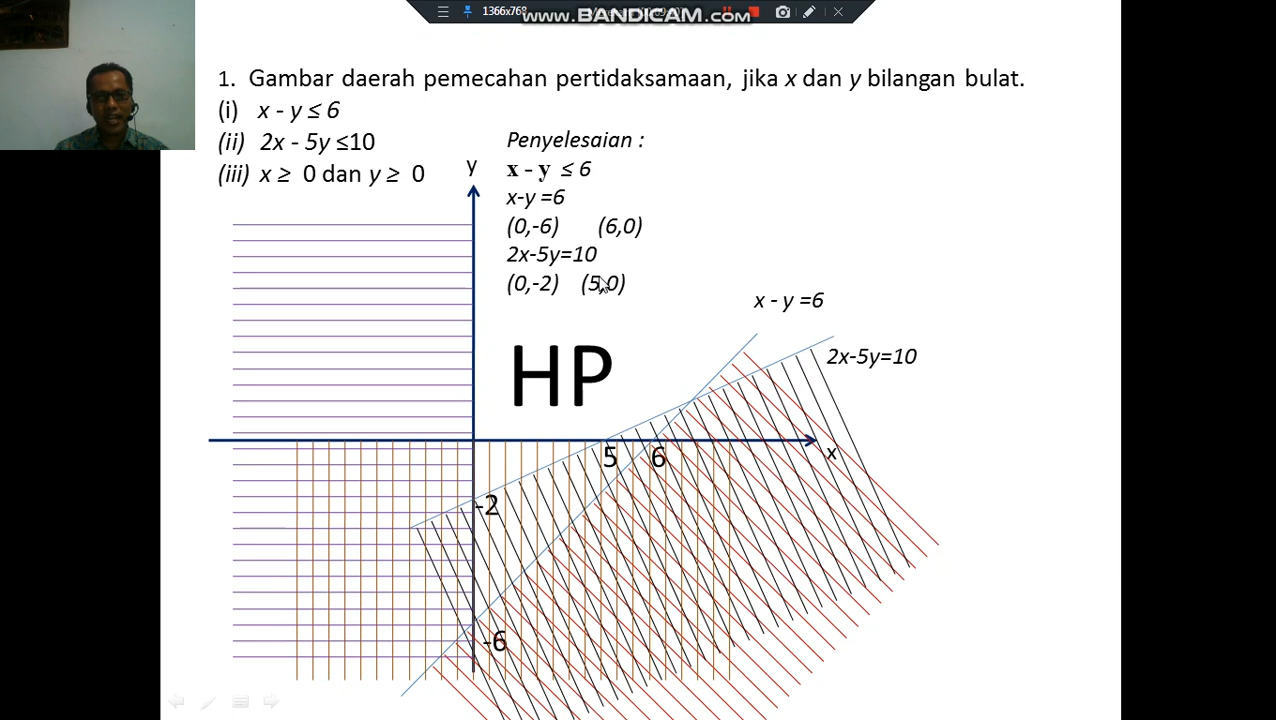 1366x768
www.BANDICAM.com
1. Gambar daerah pemecahan pertidaksamaan, jika x dan y bilangan bulat.
(i) x - y ≤ 6
(ii) 2x - 5y ≤10
(iii) x ≥ 0 dan y ≥ 0
Penyelesaian :
x - y ≤ 6
x-y =6
(0,-6) (6,0)
2x-5y=10
(0,-2) (5,0)
y
x - y =6
2x-5y=10
HP
5 6
x
-2
-6